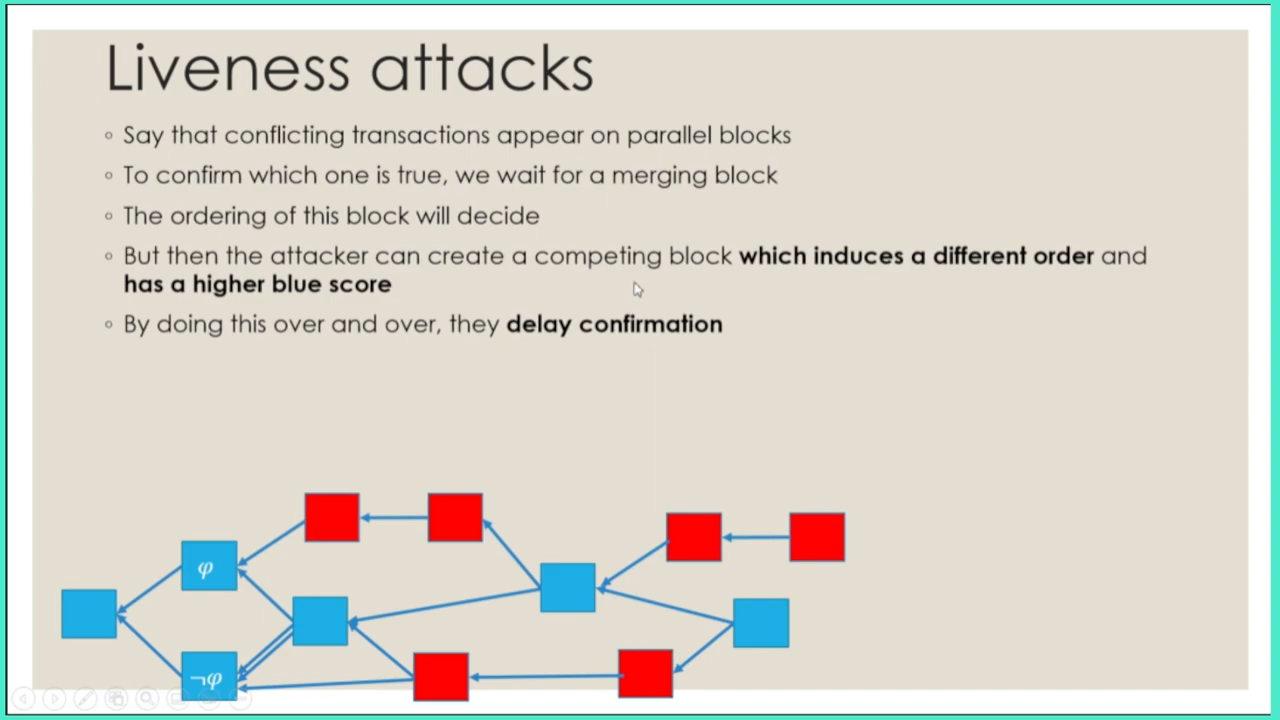 Liveness attacks
Say that conflicting transactions appear on parallel blocks
To confirm which one is true, we wait for a merging block
The ordering of this block will decide
But then the attacker can create a competing block which induces a different order and
has a higher blue score
By doing this over and over, they delay confirmation
φ
¬φ